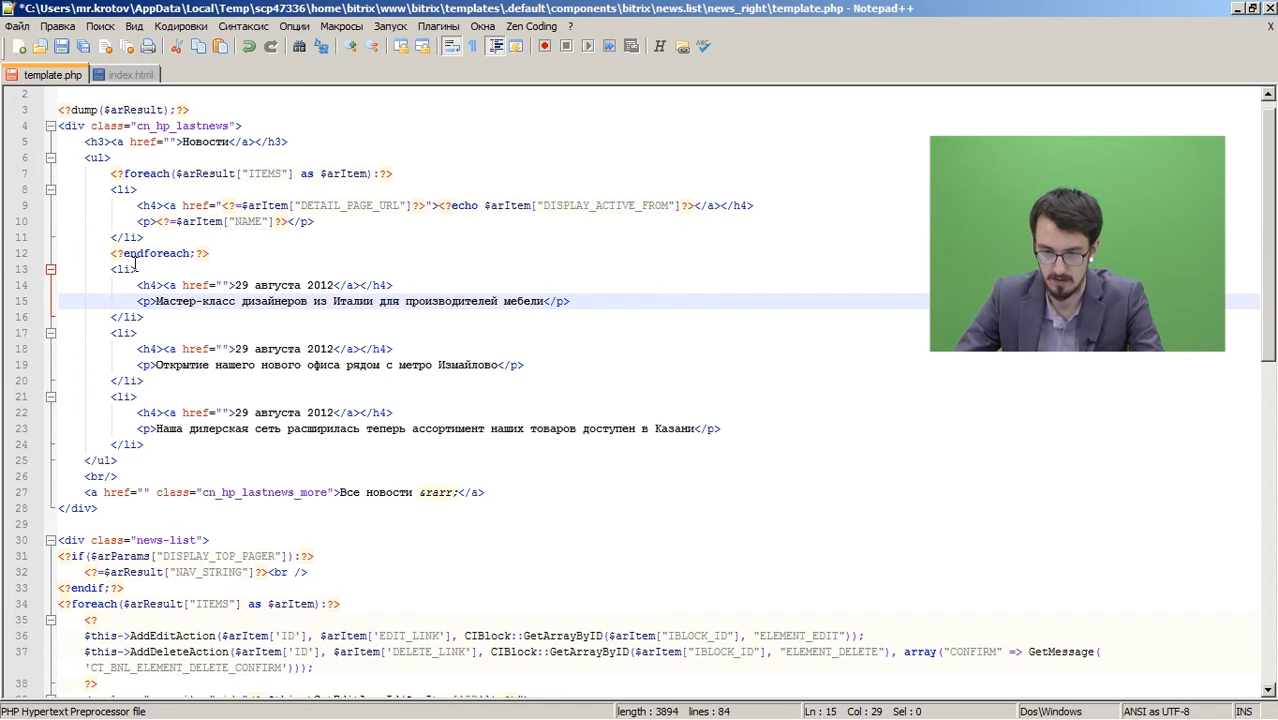 *C:\Users\mr.krotov\AppData\Local\Temp\scp47336\home\bitrix\www\bitrix\templates\.default\components\bitrix\news.list\news_right\template.php - Notepad++
Файл Правка Поиск Вид Кодировки Синтаксис Опции Макросы Запуск Плагины Окна Zen Coding ? X
template.php index.html
2
3 <?dump($arResult);?>
4 <div class="cn_hp_lastnews">
5 <h3><a href="">Новости</a></h3>
6 <ul>
7 <?foreach($arResult["ITEMS"] as $arItem):?>
8 <li>
9 <h4><a href="<?=$arItem["DETAIL_PAGE_URL"]?>"><?echo $arItem["DISPLAY_ACTIVE_FROM"]?></a></h4>
10 <p><?=$arItem["NAME"]?></p>
11 </li>
12 <?endforeach;?>
13 <li>
14 <h4><a href="">29 августа 2012</a></h4>
15 <p>Мастер-класс дизайнеров из Италии для производителей мебели</p>
16 </li>
17 <li>
18 <h4><a href="">29 августа 2012</a></h4>
19 <p>Открытие нашего нового офиса рядом с метро Измайлово</p>
20 </li>
21 <li>
22 <h4><a href="">29 августа 2012</a></h4>
23 <p>Наша дилерская сеть расширилась теперь ассортимент наших товаров доступен в Казани</p>
24 </li>
25 </ul>
26 <br/>
27 <a href="" class="cn_hp_lastnews_more">Все новости &rarr;</a>
28 </div>
29
30 <div class="news-list">
31 <?if($arParams["DISPLAY_TOP_PAGER"]):?>
32 <?=$arResult["NAV_STRING"]?><br />
33 <?endif;?>
34 <?foreach($arResult["ITEMS"] as $arItem):?>
35 <?
36 $this->AddEditAction($arItem['ID'], $arItem['EDIT_LINK'], CIBlock::GetArrayByID($arItem["IBLOCK_ID"], "ELEMENT_EDIT"));
37 $this->AddDeleteAction($arItem['ID'], $arItem['DELETE_LINK'], CIBlock::GetArrayByID($arItem["IBLOCK_ID"], "ELEMENT_DELETE"), array("CONFIRM" => GetMessage(
'CT_BNL_ELEMENT_DELETE_CONFIRM')));
38 ?>
PHP Hypertext Preprocessor file length : 3894 lines : 84 Ln : 15 Col : 29 Sel : 0 Dos\Windows ANSI as UTF-8 INS